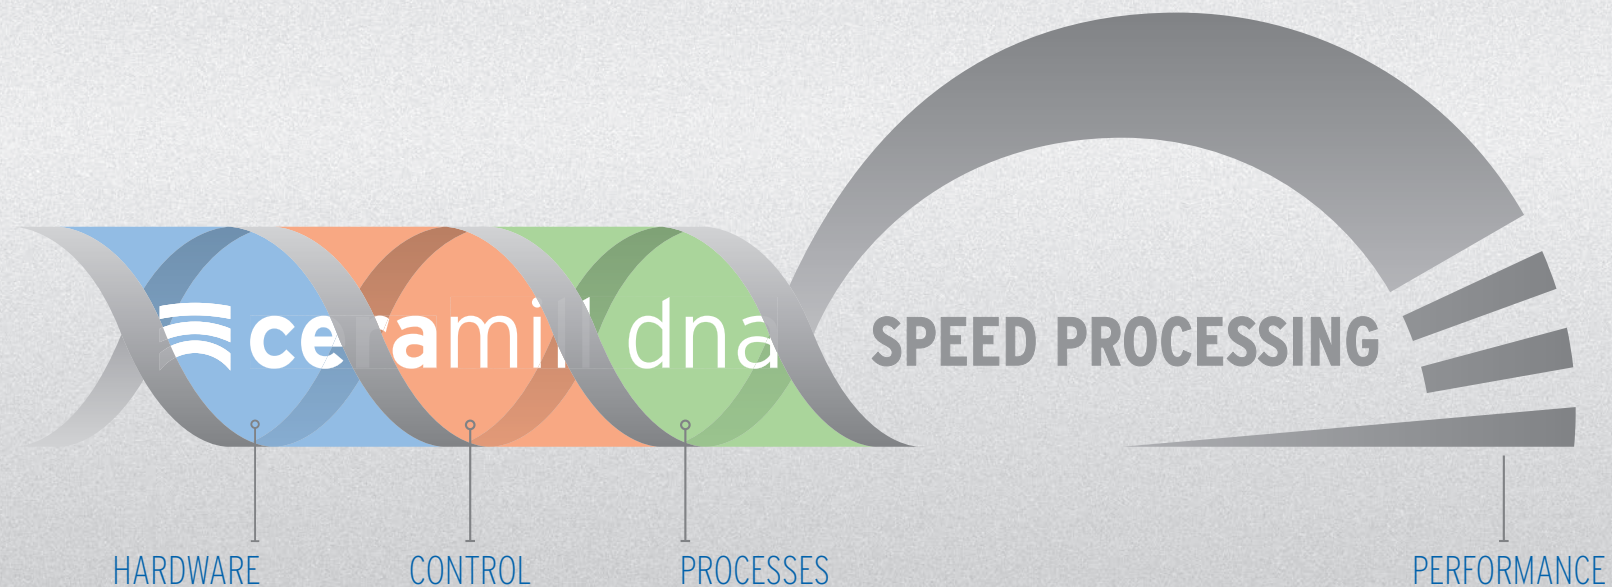 ceramill dna
SPEED PROCESSING
HARDWARE
CONTROL
PROCESSES
PERFORMANCE